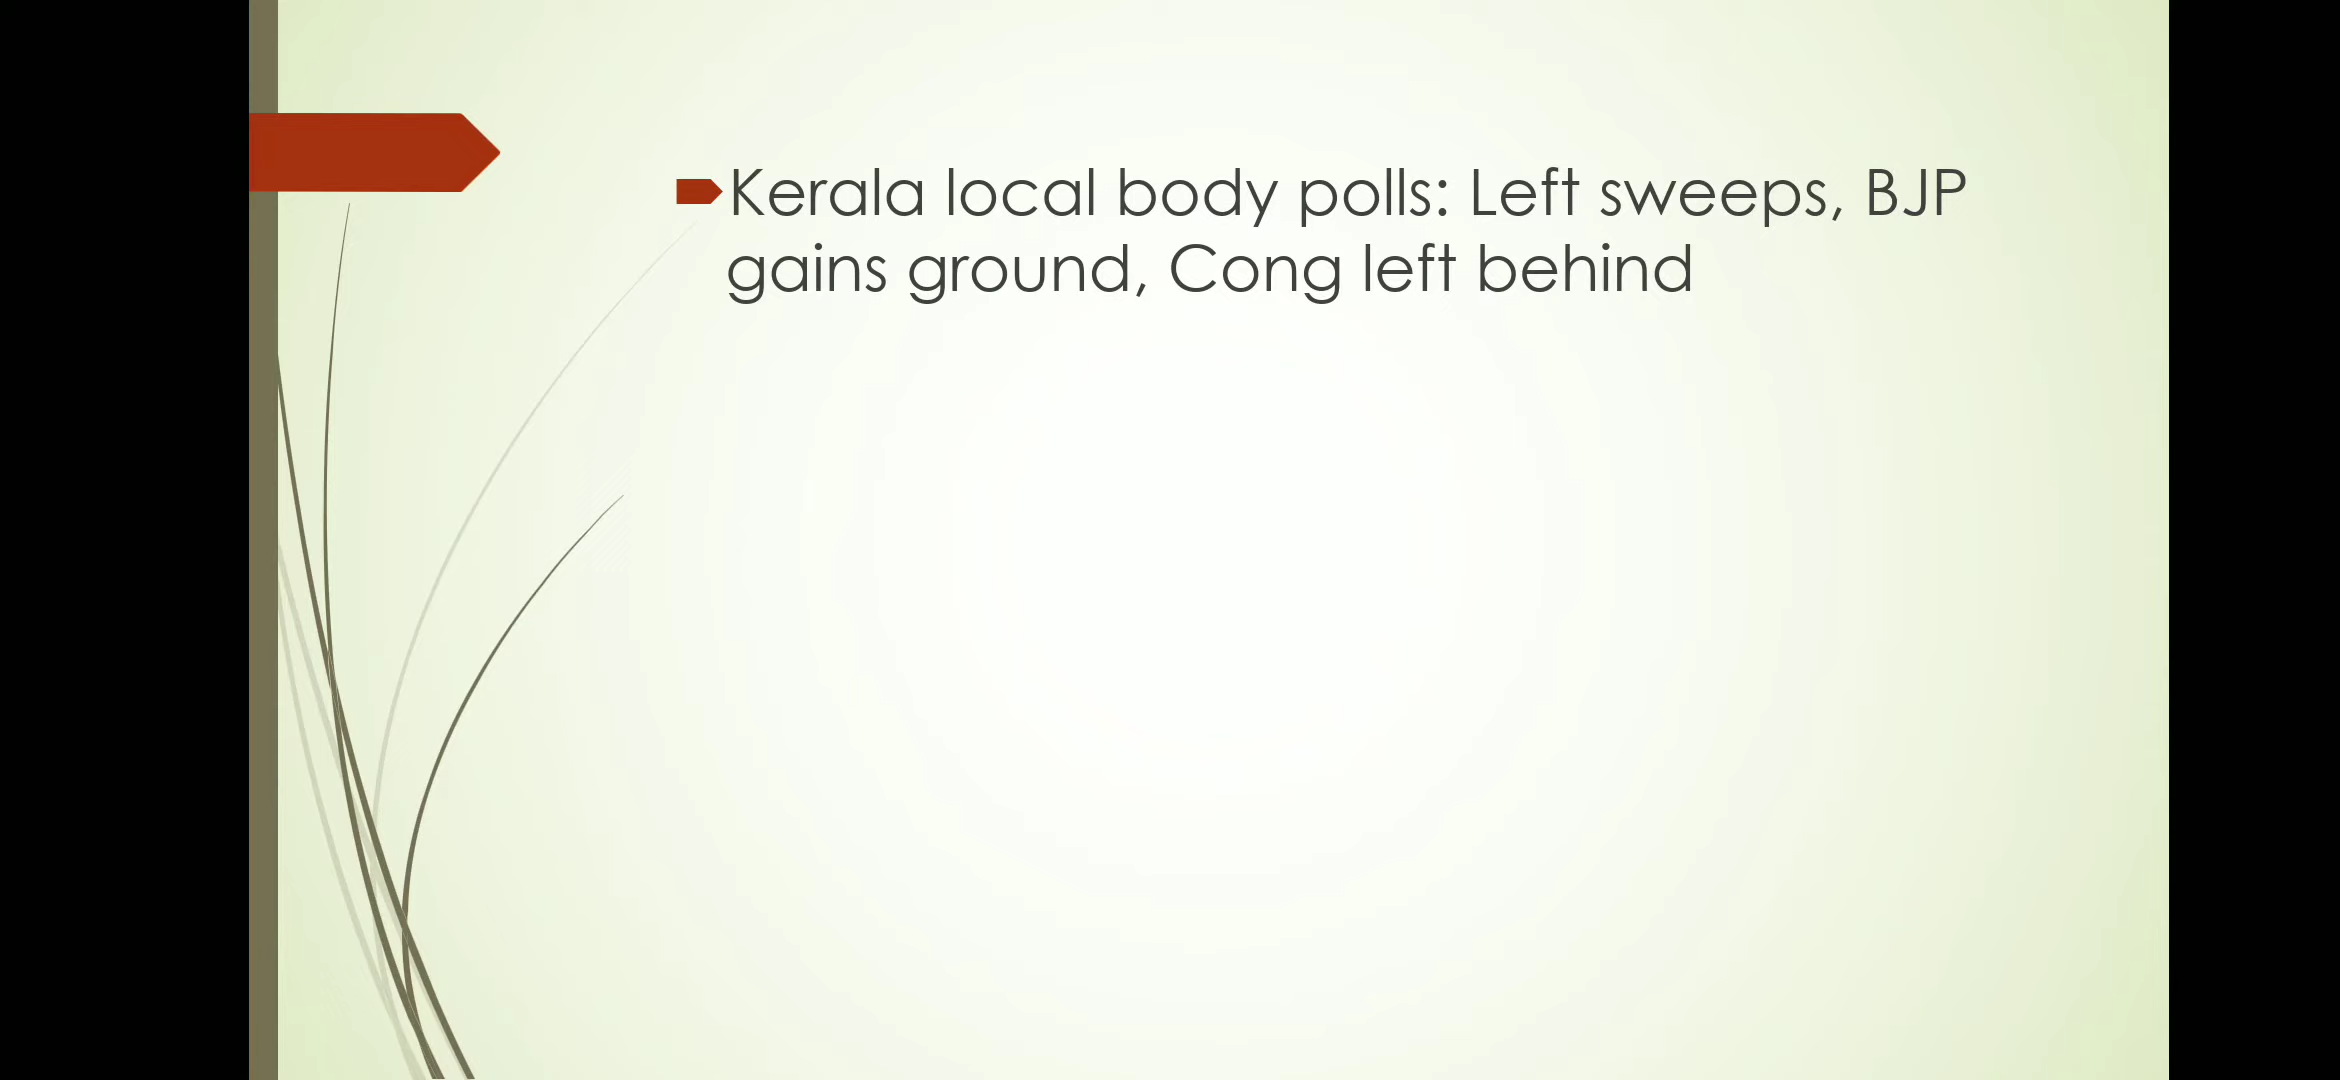 Kerala local body polls: Left sweeps, BJP
gains ground, Cong left behind